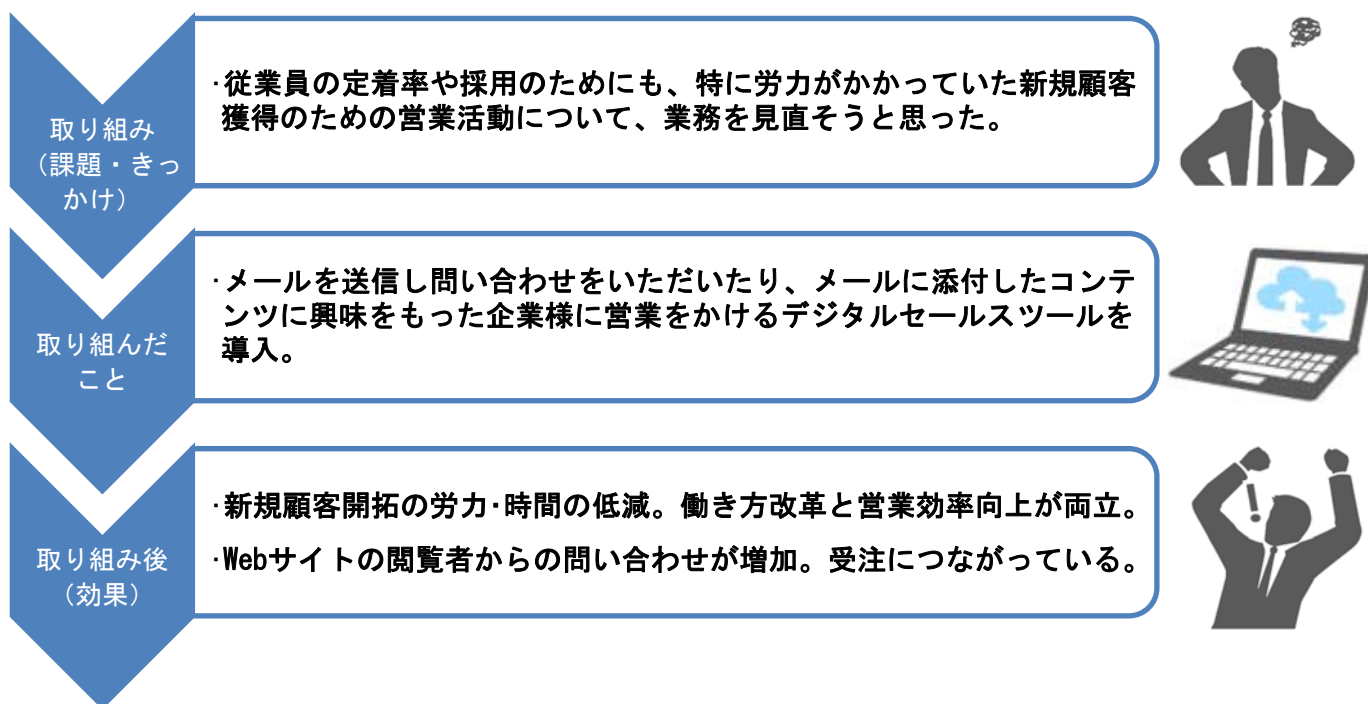 取り組み
（課題・きっ
かけ）
·従業員の定着率や採用のためにも、特に労力がかかっていた新規顧客
獲得のための営業活動について、業務を見直そうと思った。
取り組んだ
こと
·メールを送信し問い合わせをいただいたり、メールに添付したコンテ
ンツに興味をもった企業様に営業をかけるデジタルセールスツールを
導入。
取り組み後
（効果）
·新規顧客開拓の労力･時間の低減。働き方改革と営業効率向上が両立。
·Webサイトの閲覧者からの問い合わせが増加。受注につながっている。